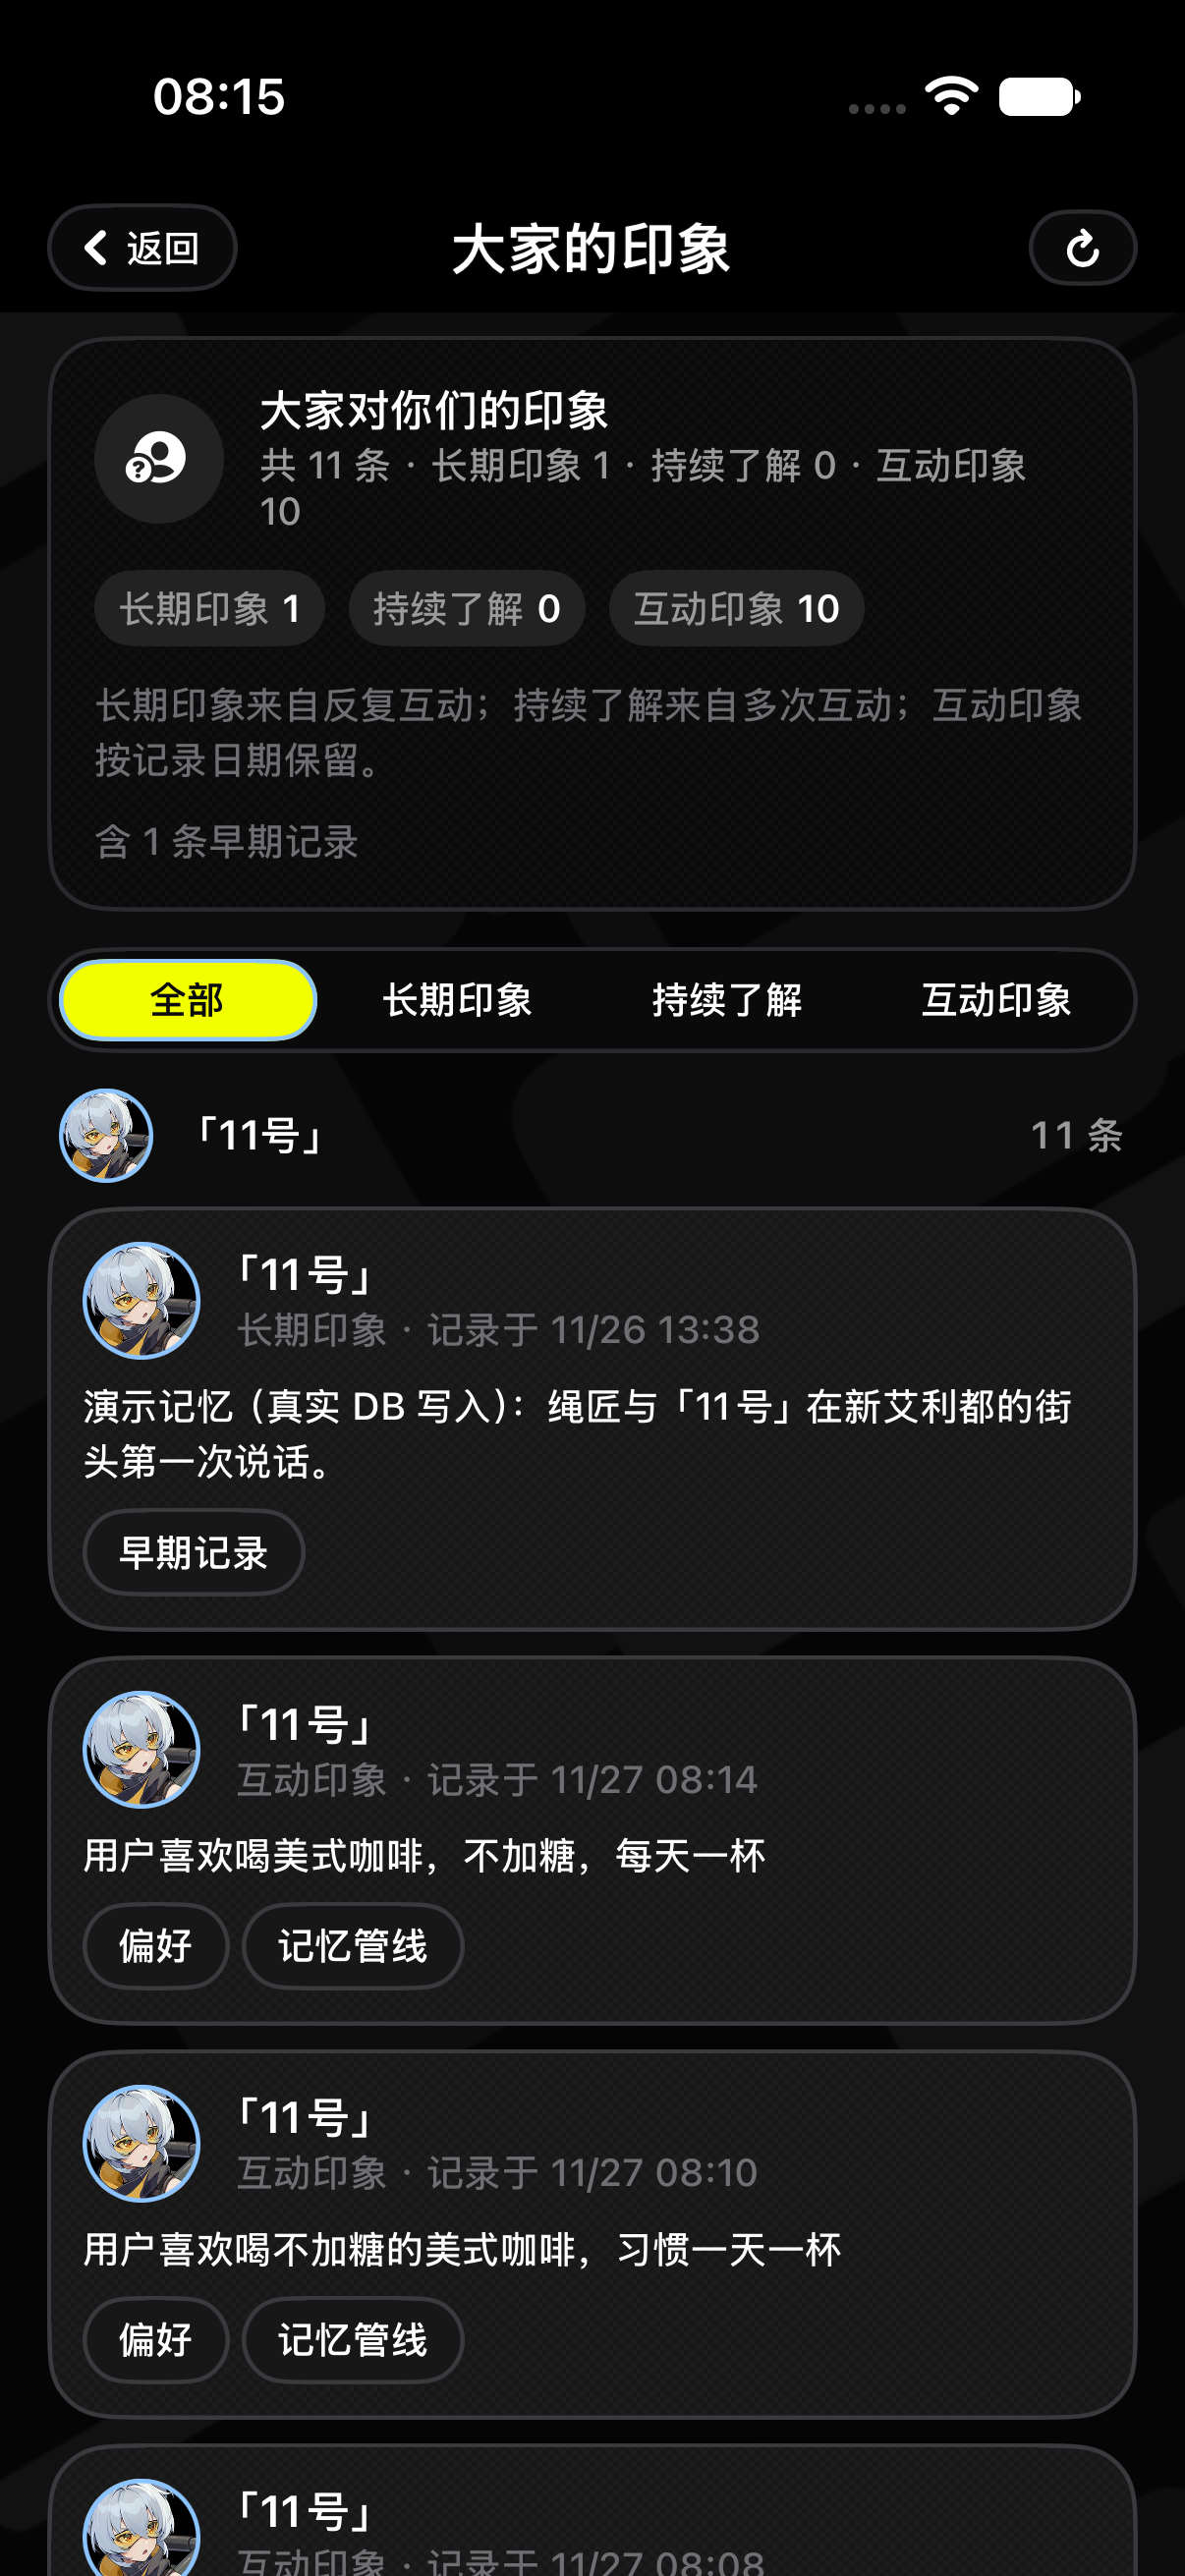 08:15
返回
大家的印象
大家对你们的印象
共 11 条 · 长期印象 1 · 持续了解 0 · 互动印象
10
长期印象 1
持续了解 0
互动印象 10
长期印象来自反复互动；持续了解来自多次互动；互动印象
按记录日期保留。
含 1 条早期记录
全部
长期印象
持续了解
互动印象
「11号」
11 条
「11号」
长期印象 · 记录于 11/26 13:38
演示记忆（真实 DB 写入）：绳匠与「11号」在新艾利都的街
头第一次说话。
早期记录
「11号」
互动印象 · 记录于 11/27 08:14
用户喜欢喝美式咖啡，不加糖，每天一杯
偏好
记忆管线
「11号」
互动印象 · 记录于 11/27 08:10
用户喜欢喝不加糖的美式咖啡，习惯一天一杯
偏好
记忆管线
「11号」
互动印象 · 记录于 11/27 08:08